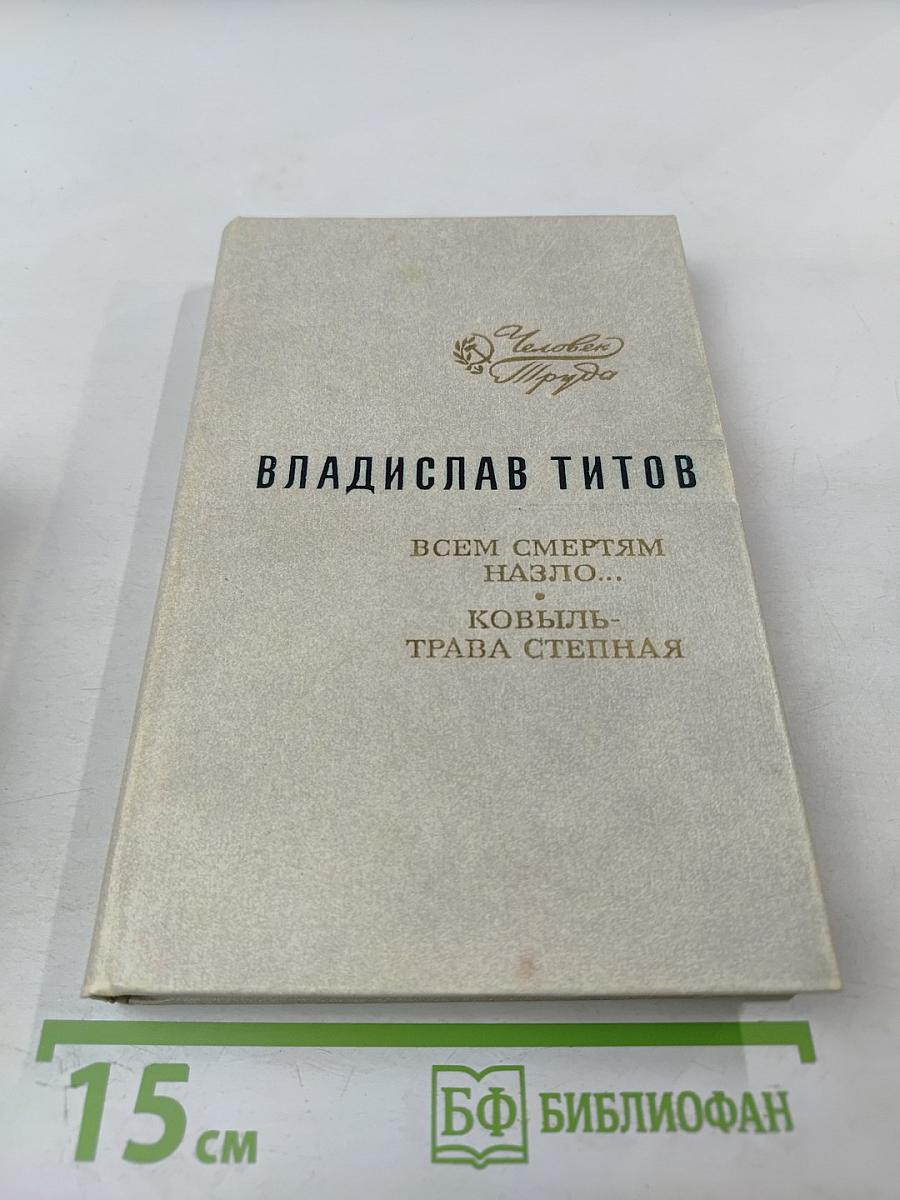 Человек
Труда
ВЛАДИСЛАВ ТИТОВ
ВСЕМ СМЕРТЯМ
НАЗЛО...
КОВЫЛЬ-
ТРАВА СТЕПНАЯ
15 см
БФ БИБЛИОФАН